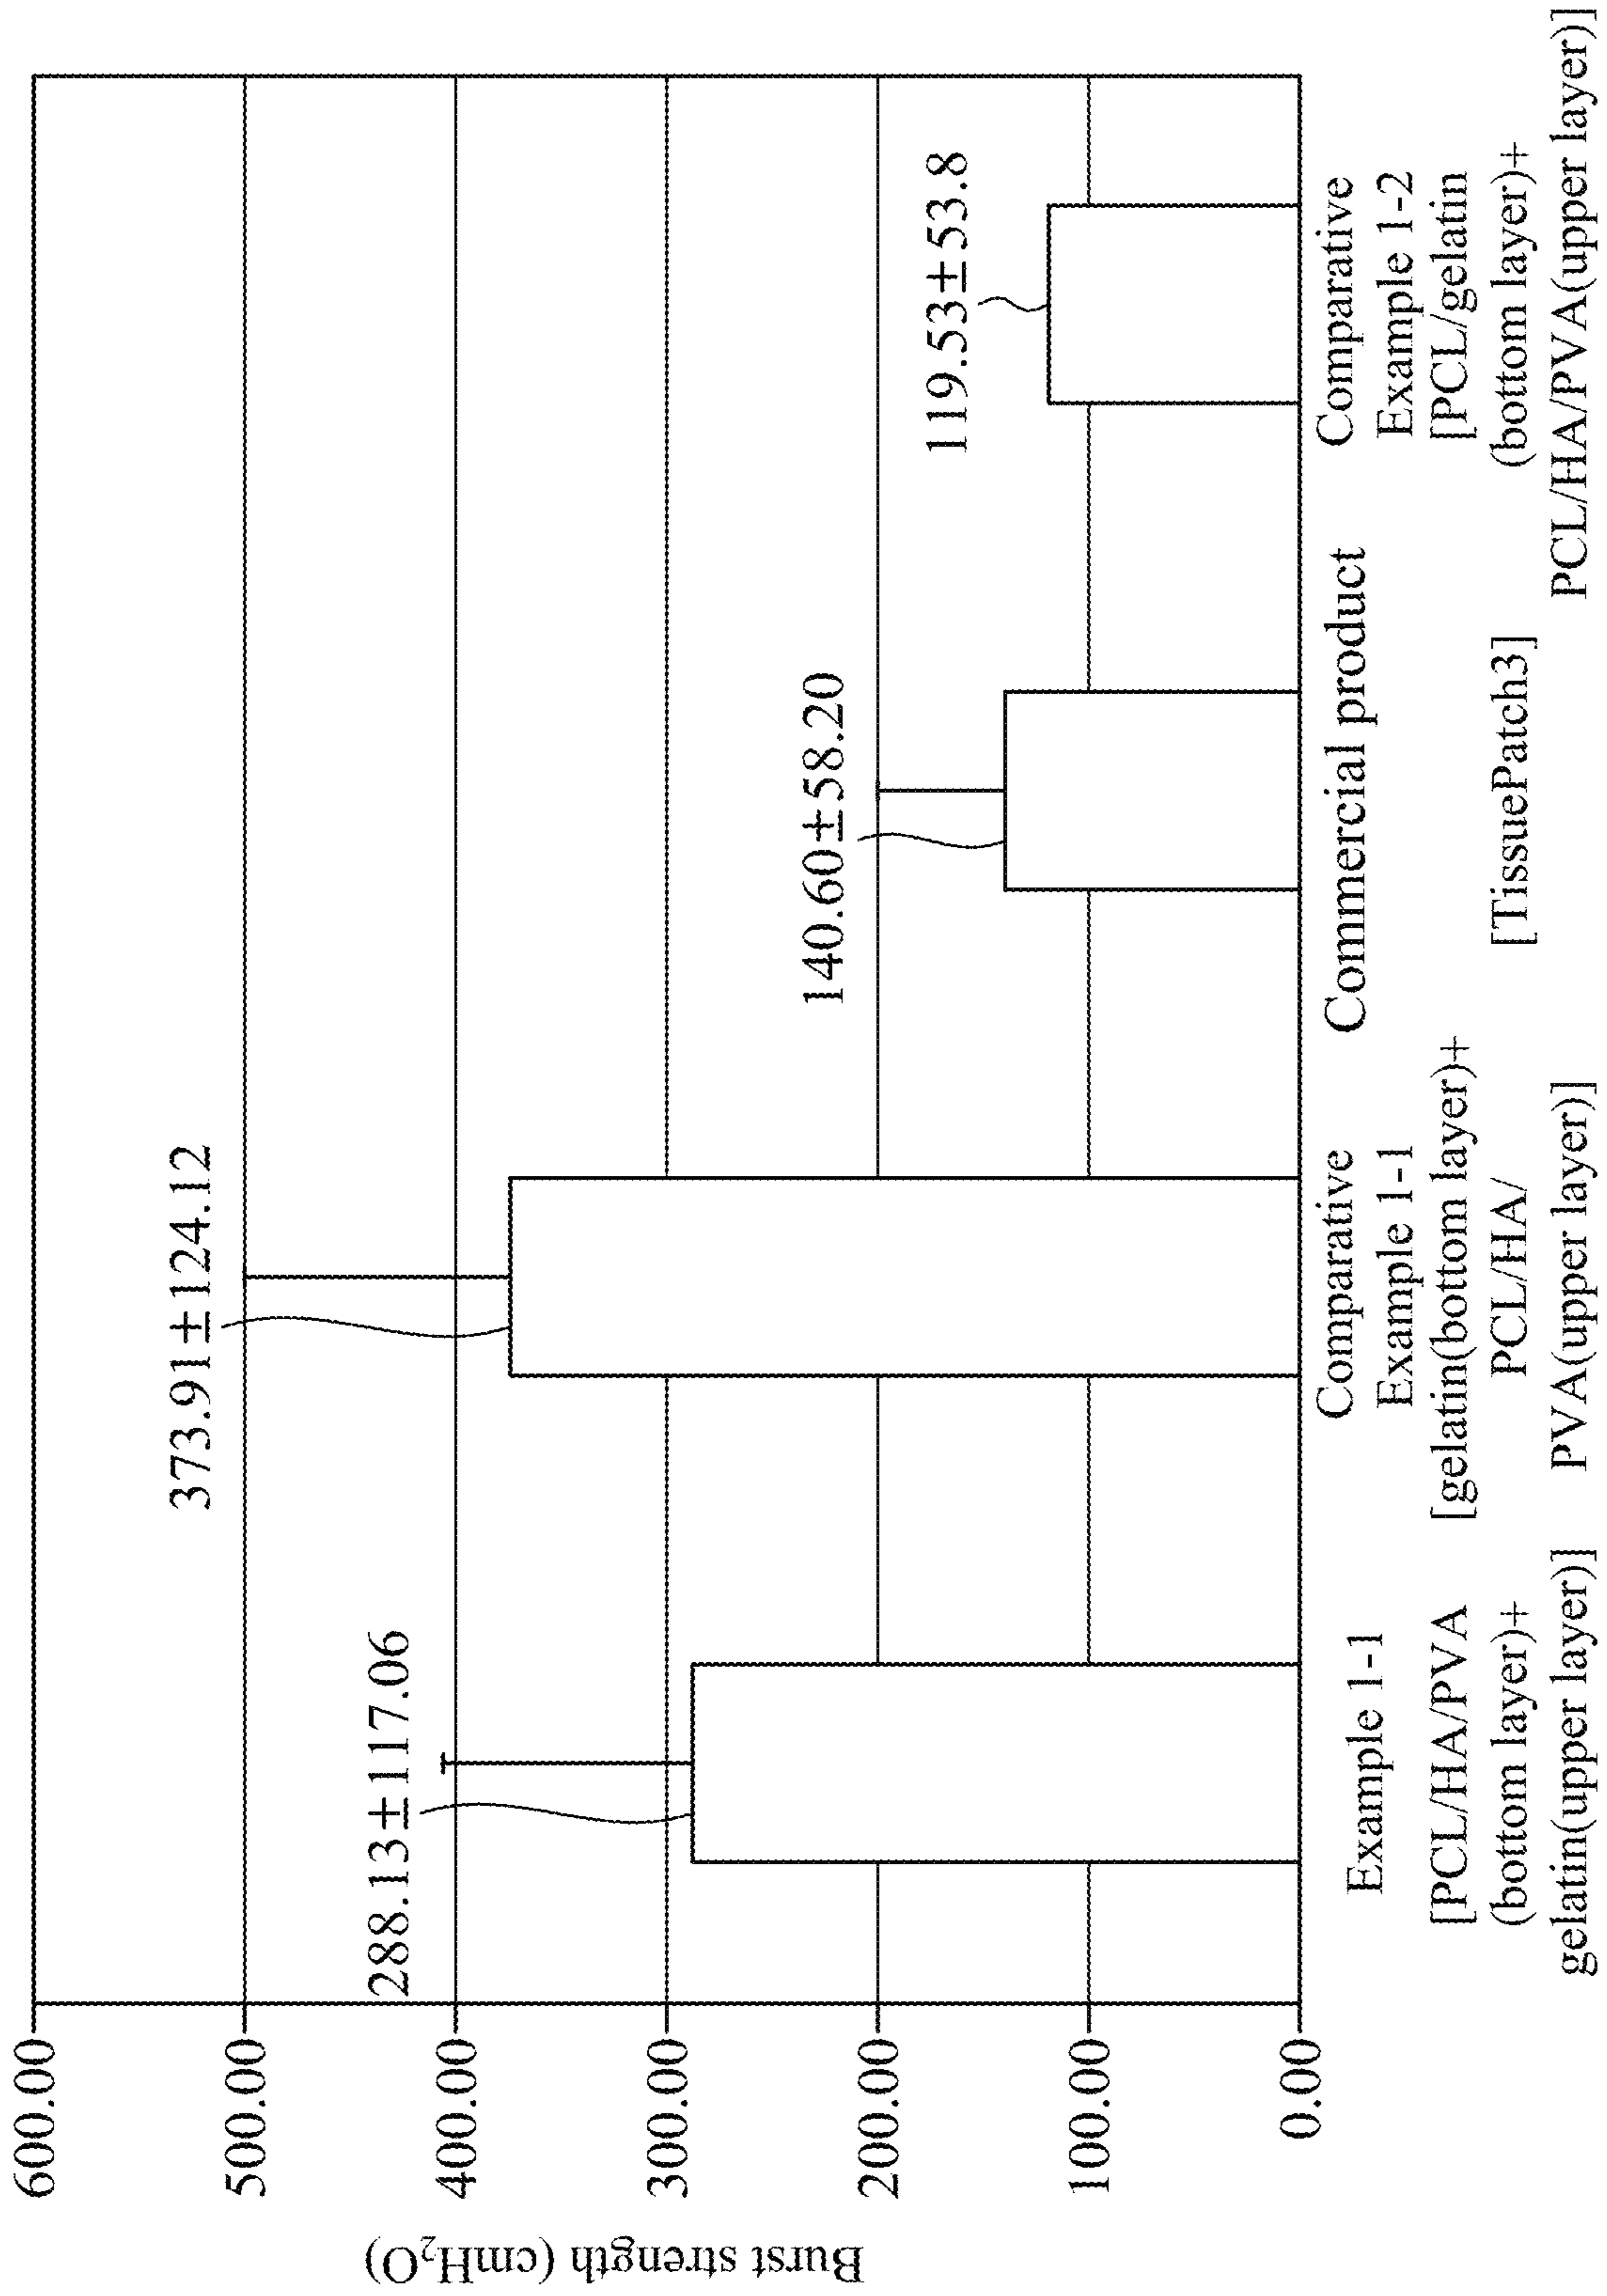 Burst strength (cmH₂O)
600.00
500.00
400.00
300.00
200.00
100.00
0.00
288.13±117.06
373.91±124.12
140.60±58.20
119.53±53.8
Example 1-1
[PCL/HA/PVA
(bottom layer)+
gelatin(upper layer)]
Comparative
Example 1-1
[gelatin(bottom layer)+
PCL/HA/
PVA(upper layer)]
Commercial product
[TissuePatch3]
Comparative
Example 1-2
[PCL/gelatin
(bottom layer)+
PCL/HA/PVA(upper layer)]